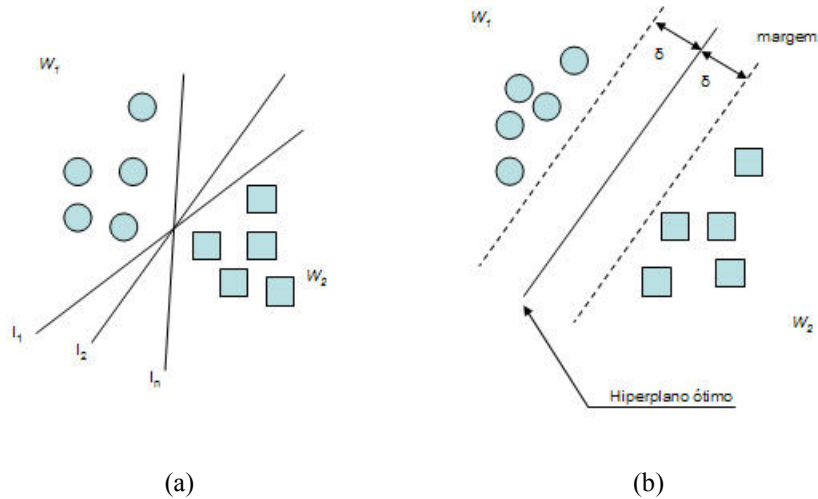 W1
l1
l2
ln
W2
(a)
W1
δ
δ
margem
W2
Hiperplano ótimo
(b)